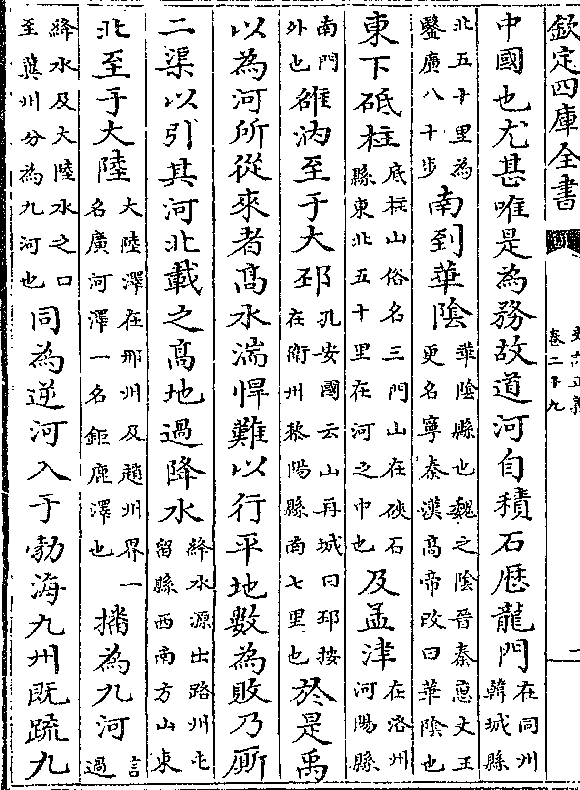 欽定四庫全書
史記正義
卷二十九
二
中國也尤甚唯是為務故道河自積石歴龍門在同州韓城縣
北五十里為鑿廣八十步南到華隂華隂縣也魏之隂晉秦惠文王更名寧秦漢高帝改曰華隂也
東下砥柱底柱山俗名三門山在硤石縣東北五十里在河之中也及孟津在洛州河陽縣
南門外也雒汭至于大邳孔安國云山再城曰邳按在衛州黎陽縣南七里也於是禹
以為河所從來者髙水湍悍難以行平地數為敗乃厮
二渠以引其河北載之髙地過降水絳水源出路州屯留縣西南方山東
北至于大陸大陸澤在邢州及趙州界一名廣河澤一名鉅鹿澤也播為九河言過
絳水及大陸水之口至冀州分為九河也同為逆河入于勃海九州既疏九